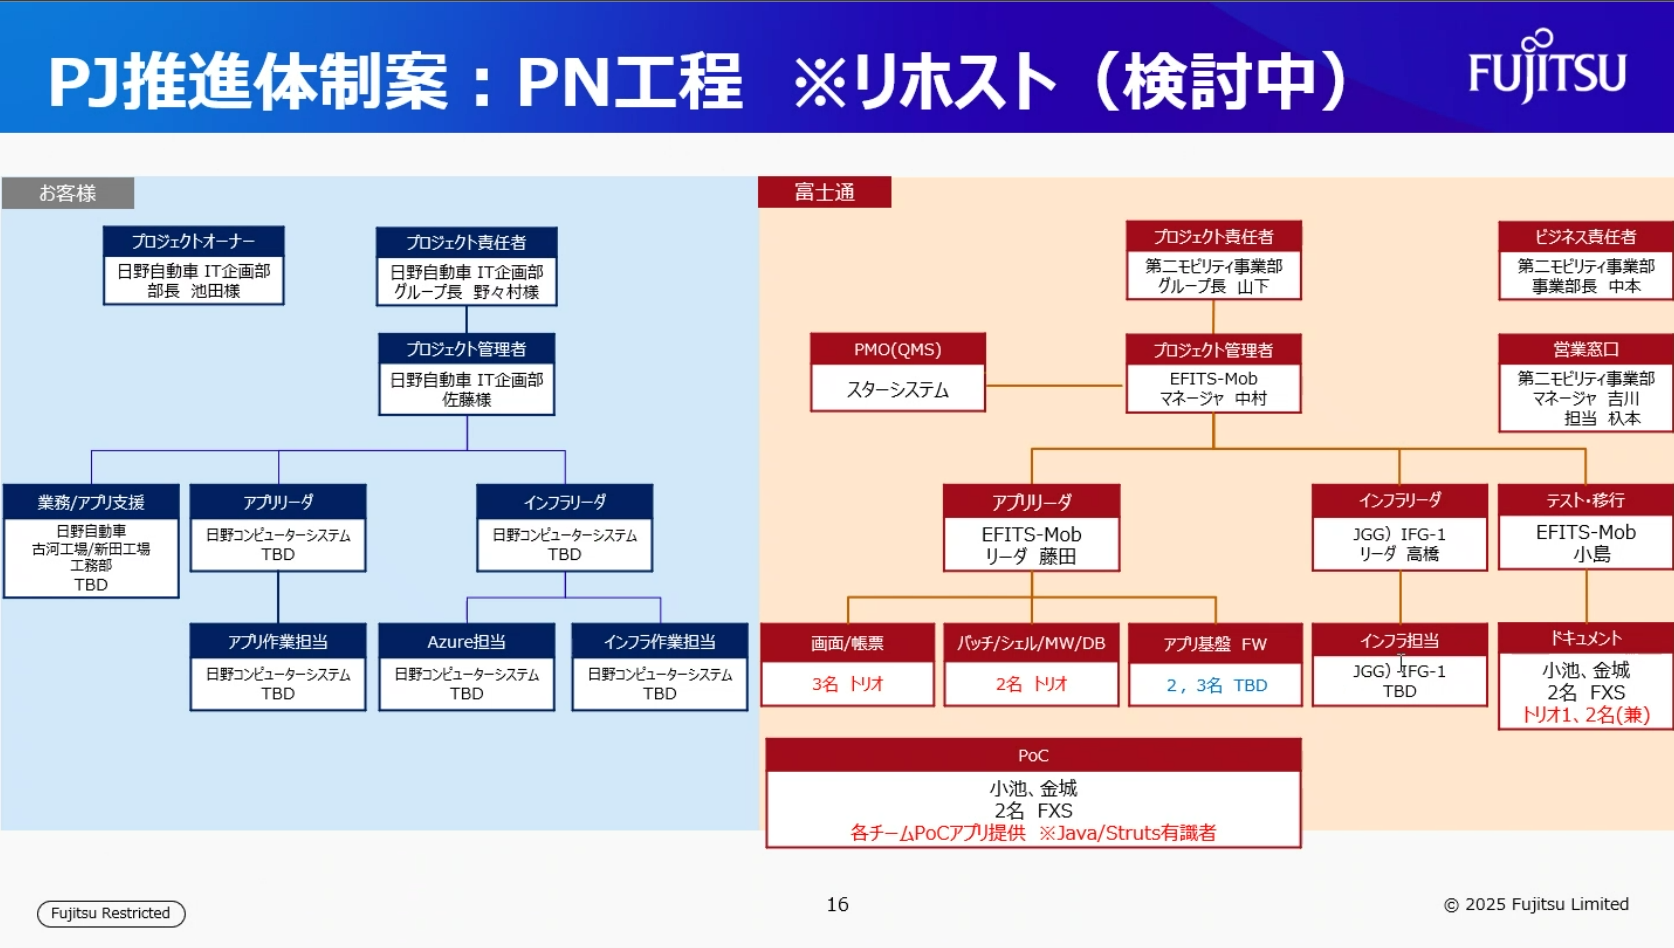 PJ推進体制案：PN工程 ※リホスト（検討中）
FUJITSU
お客様
プロジェクトオーナー
日野自動車 IT企画部
部長 池田様
プロジェクト責任者
日野自動車 IT企画部
グループ長 野々村様
プロジェクト管理者
日野自動車 IT企画部
佐藤様
業務/アプリ支援
日野自動車
古河工場/新田工場
工務部
TBD
アプリリーダ
日野コンピューターシステム
TBD
インフラリーダ
日野コンピューターシステム
TBD
アプリ作業担当
日野コンピューターシステム
TBD
Azure担当
日野コンピューターシステム
TBD
インフラ作業担当
日野コンピューターシステム
TBD
富士通
プロジェクト責任者
第二モビリティ事業部
グループ長 山下
ビジネス責任者
第二モビリティ事業部
事業部長 中本
PMO(QMS)
スターシステム
プロジェクト管理者
EFITS-Mob
マネージャ 中村
営業窓口
第二モビリティ事業部
マネージャ 吉川
担当 杁本
アプリリーダ
EFITS-Mob
リーダ 藤田
インフラリーダ
JGG）IFG-1
リーダ 高橋
テスト・移行
EFITS-Mob
小島
画面/帳票
3名 トリオ
バッチ/シェル/MW/DB
2名 トリオ
アプリ基盤 FW
2，3名 TBD
インフラ担当
JGG）IFG-1
TBD
ドキュメント
小池、金城
2名 FXS
トリオ1、2名(兼)
PoC
小池、金城
2名 FXS
各チームPoCアプリ提供 ※Java/Struts有識者
Fujitsu Restricted
16
© 2025 Fujitsu Limited